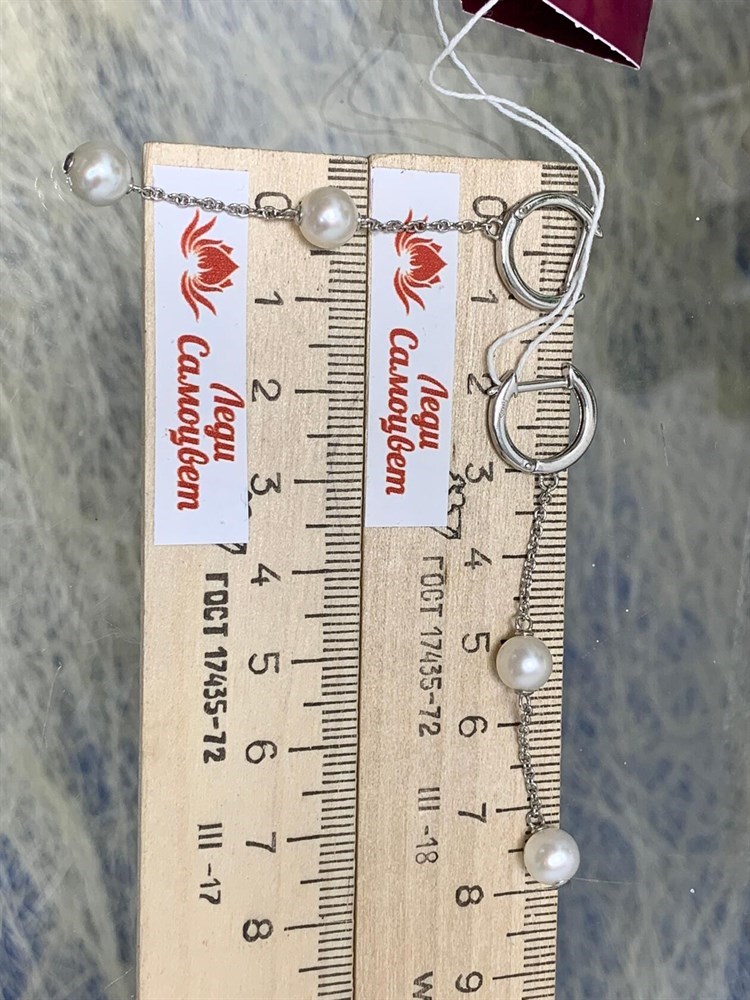 Леди
Самоцвет
0 1 2 3 4 5 6 7 8
ГОСТ 17435-72 III -17
Леди
Самоцвет
0 1 2 3 4 5 6 7 8 9
ГОСТ 17435-72 III -18